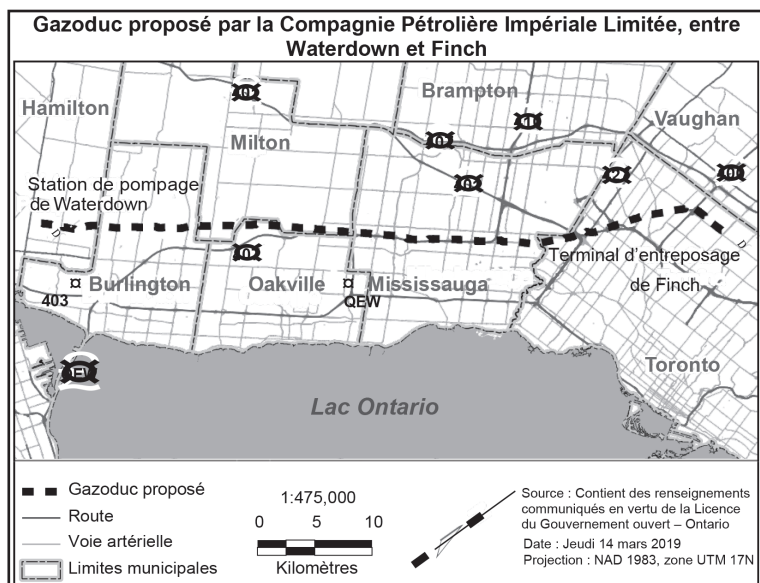 Gazoduc proposé par la Compagnie Pétrolière Impériale Limitée, entre
Waterdown et Finch
Hamilton
Brampton
Vaughan
Milton
Station de pompage
de Waterdown
Terminal d'entreposage
de Finch
Burlington
Oakville
Mississauga
403
QEW
Toronto
Lac Ontario
Gazoduc proposé
Route
Voie artérielle
Limites municipales
1:475,000
0 5 10
Kilomètres
Source : Contient des renseignements
communiqués en vertu de la Licence
du Gouvernement ouvert – Ontario
Date : Jeudi 14 mars 2019
Projection : NAD 1983, zone UTM 17N